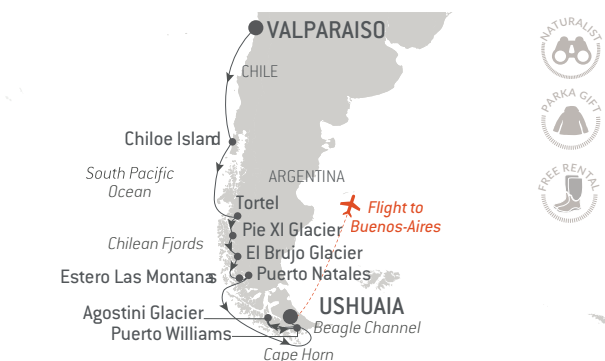 VALPARAISO
NATURALIST
CHILE
PARKA GIFT
Chiloe Island
South Pacific
Ocean
ARGENTINA
FREE RENTAL
Tortel
Flight to
Buenos-Aires
Pie XI Glacier
Chilean Fjords
El Brujo Glacier
Estero Las Montanas
Puerto Natales
USHUAIA
Agostini Glacier
Beagle Channel
Puerto Williams
Cape Horn